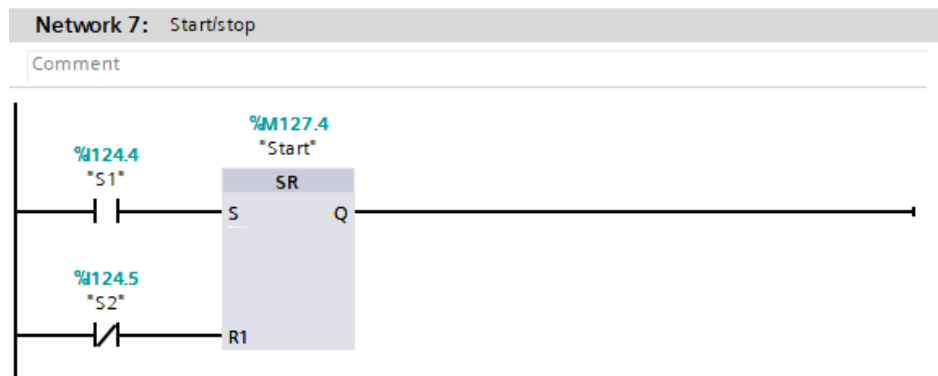 Network 7: Start/stop
Comment
%M127.4
"Start"
%I124.4
"S1"
SR
S Q
%I124.5
"S2"
R1